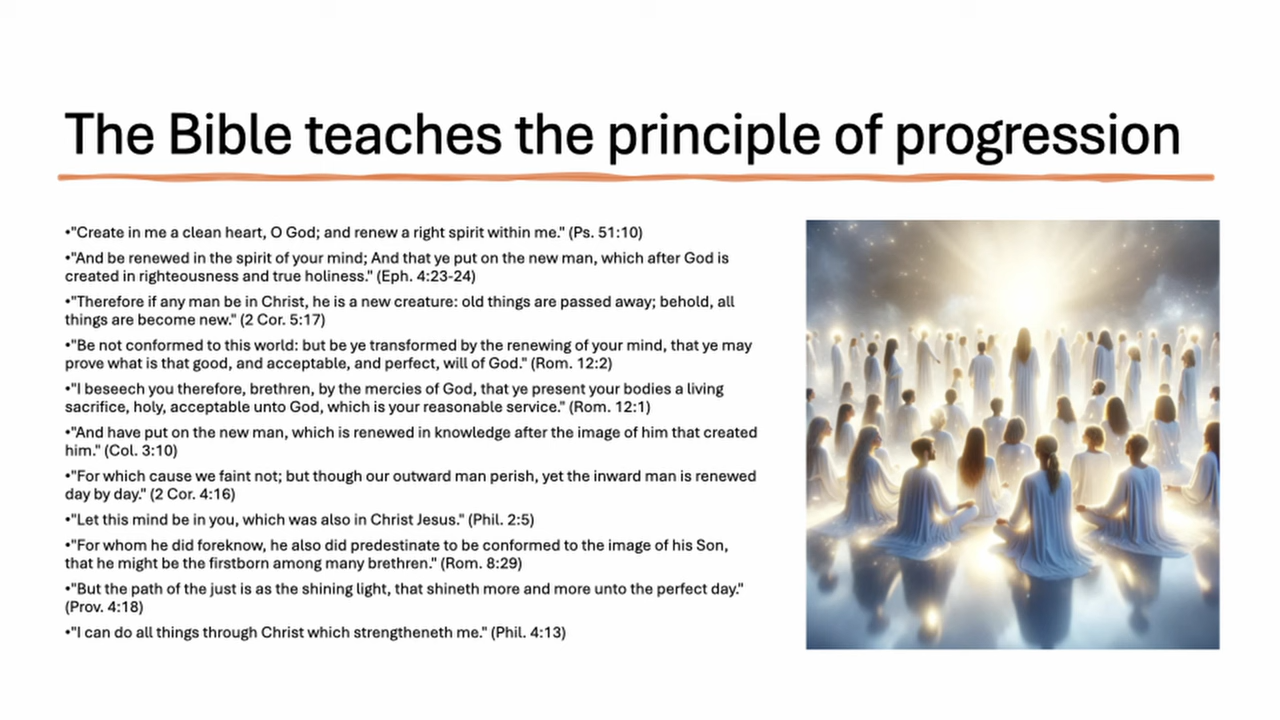 The Bible teaches the principle of progression
•"Create in me a clean heart, O God; and renew a right spirit within me." (Ps. 51:10)
•"And be renewed in the spirit of your mind; And that ye put on the new man, which after God is
created in righteousness and true holiness." (Eph. 4:23-24)
•"Therefore if any man be in Christ, he is a new creature: old things are passed away; behold, all
things are become new." (2 Cor. 5:17)
•"Be not conformed to this world: but be ye transformed by the renewing of your mind, that ye may
prove what is that good, and acceptable, and perfect, will of God." (Rom. 12:2)
•"I beseech you therefore, brethren, by the mercies of God, that ye present your bodies a living
sacrifice, holy, acceptable unto God, which is your reasonable service." (Rom. 12:1)
•"And have put on the new man, which is renewed in knowledge after the image of him that created
him." (Col. 3:10)
•"For which cause we faint not; but though our outward man perish, yet the inward man is renewed
day by day." (2 Cor. 4:16)
•"Let this mind be in you, which was also in Christ Jesus." (Phil. 2:5)
•"For whom he did foreknow, he also did predestinate to be conformed to the image of his Son,
that he might be the firstborn among many brethren." (Rom. 8:29)
•"But the path of the just is as the shining light, that shineth more and more unto the perfect day."
(Prov. 4:18)
•"I can do all things through Christ which strengtheneth me." (Phil. 4:13)